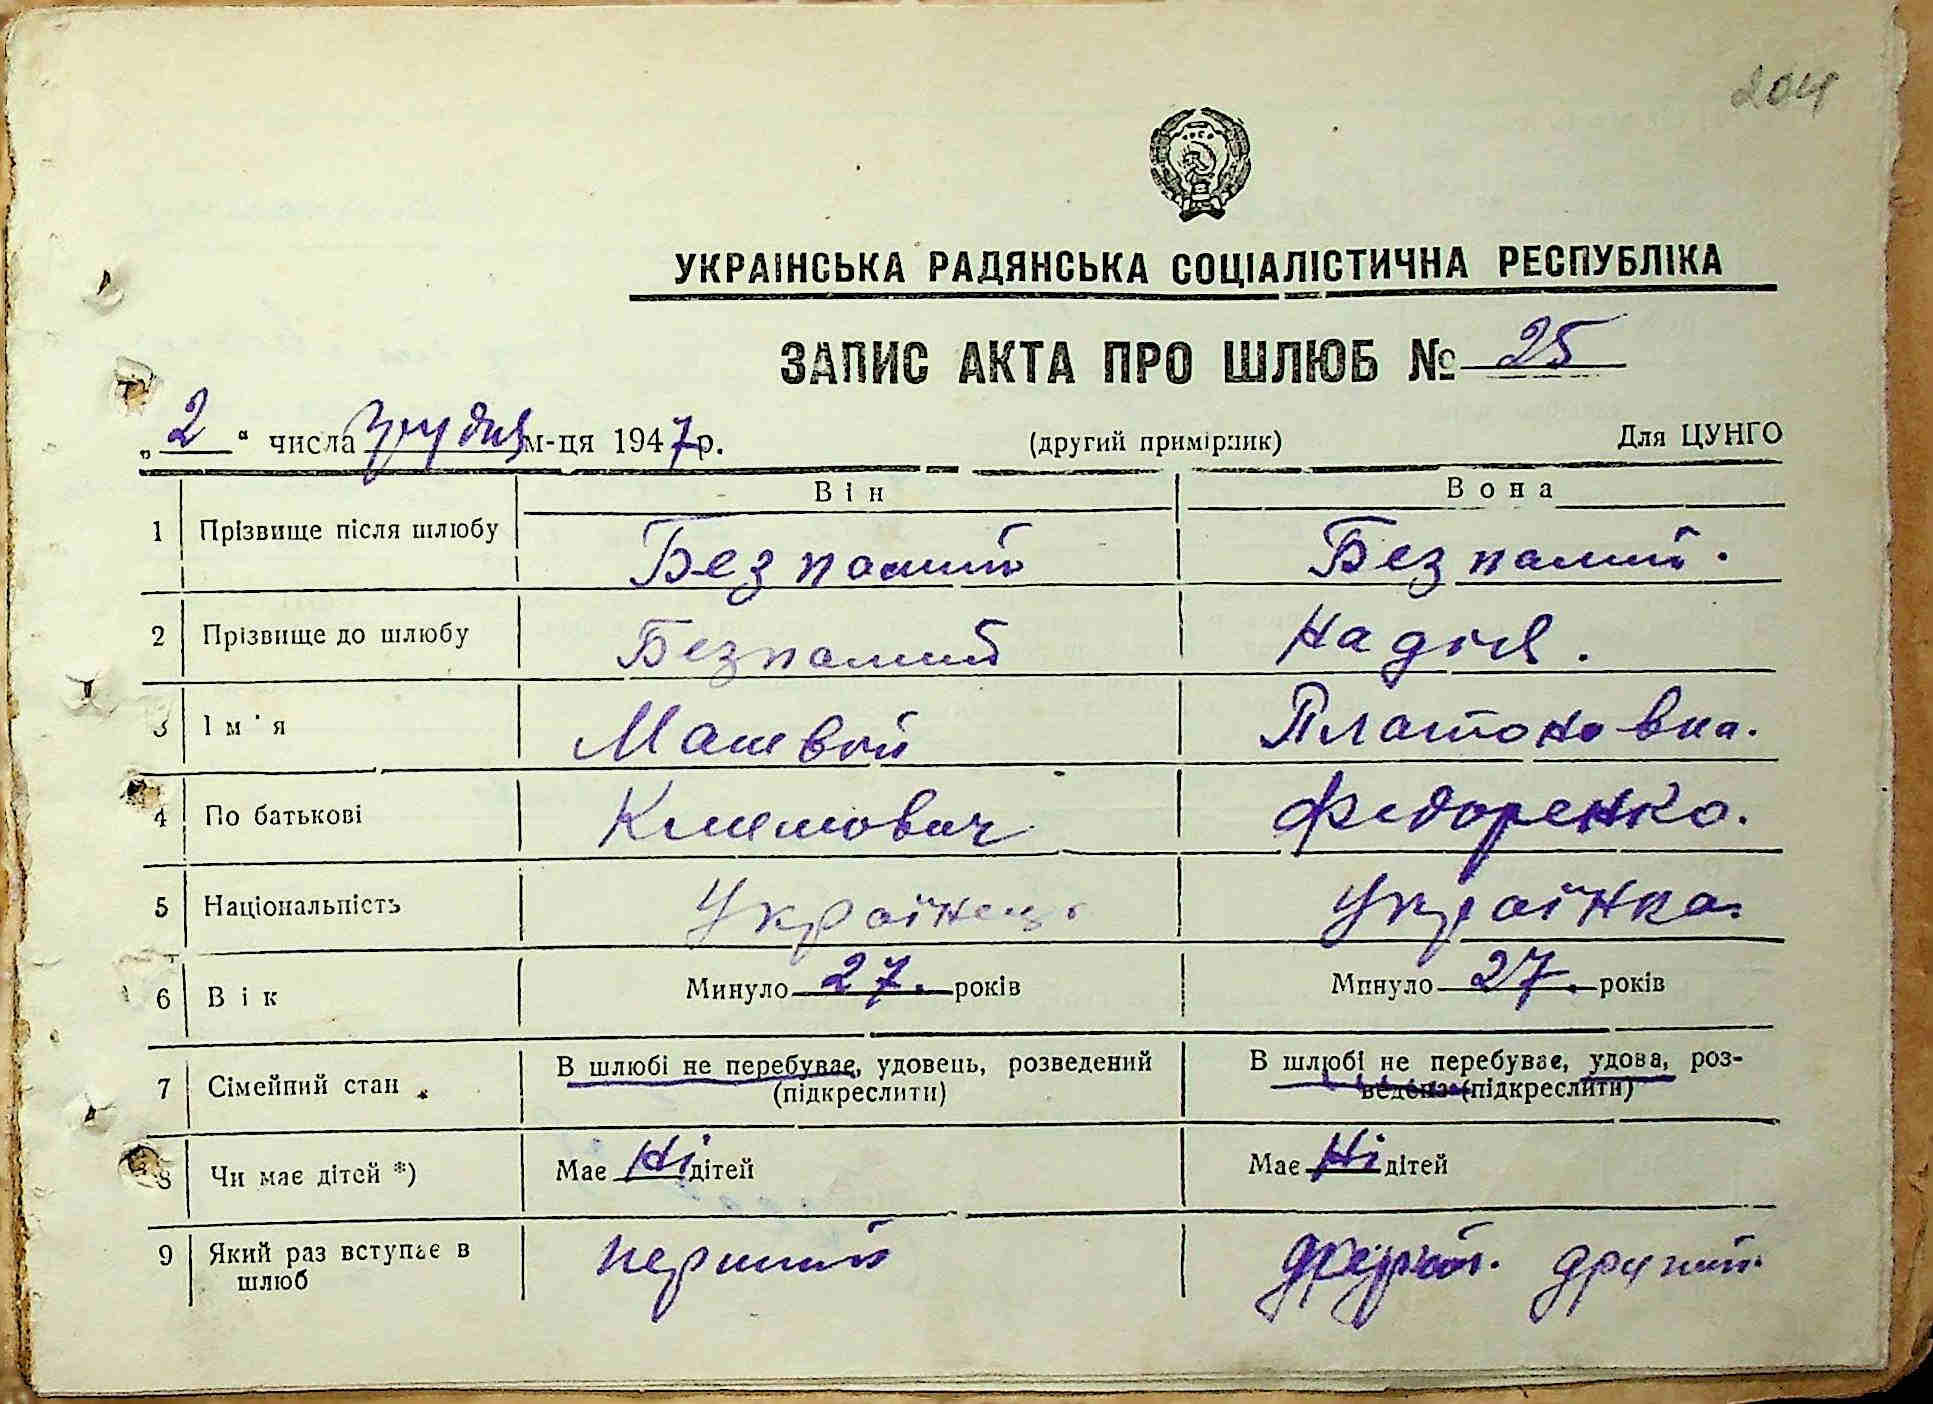 204
УКРАЇНСЬКА РАДЯНСЬКА СОЦІАЛІСТИЧНА РЕСПУБЛІКА
ЗАПИС АКТА ПРО ШЛЮБ № 25
„2“ числа грудня м-ця 1947 р. (другий примірник) Для ЦУНГО
Він Вона
1 Прізвище після шлюбу Безпалий Безпалий.
2 Прізвище до шлюбу Безпалий Надія.
3 Ім'я Матвій Платоновна.
4 По батькові Климович Федоренко.
5 Національність Українець. Українка.
6 Вік Минуло 27. років Минуло 27. років
7 Сімейний стан В шлюбі не перебуває, удовець, розведений (підкреслити) В шлюбі не перебуває, удова, роз-
ведена (підкреслити)
8 Чи має дітей *) Має Ні дітей Має Ні дітей
9 Який раз вступає в шлюб перший другий. другий.